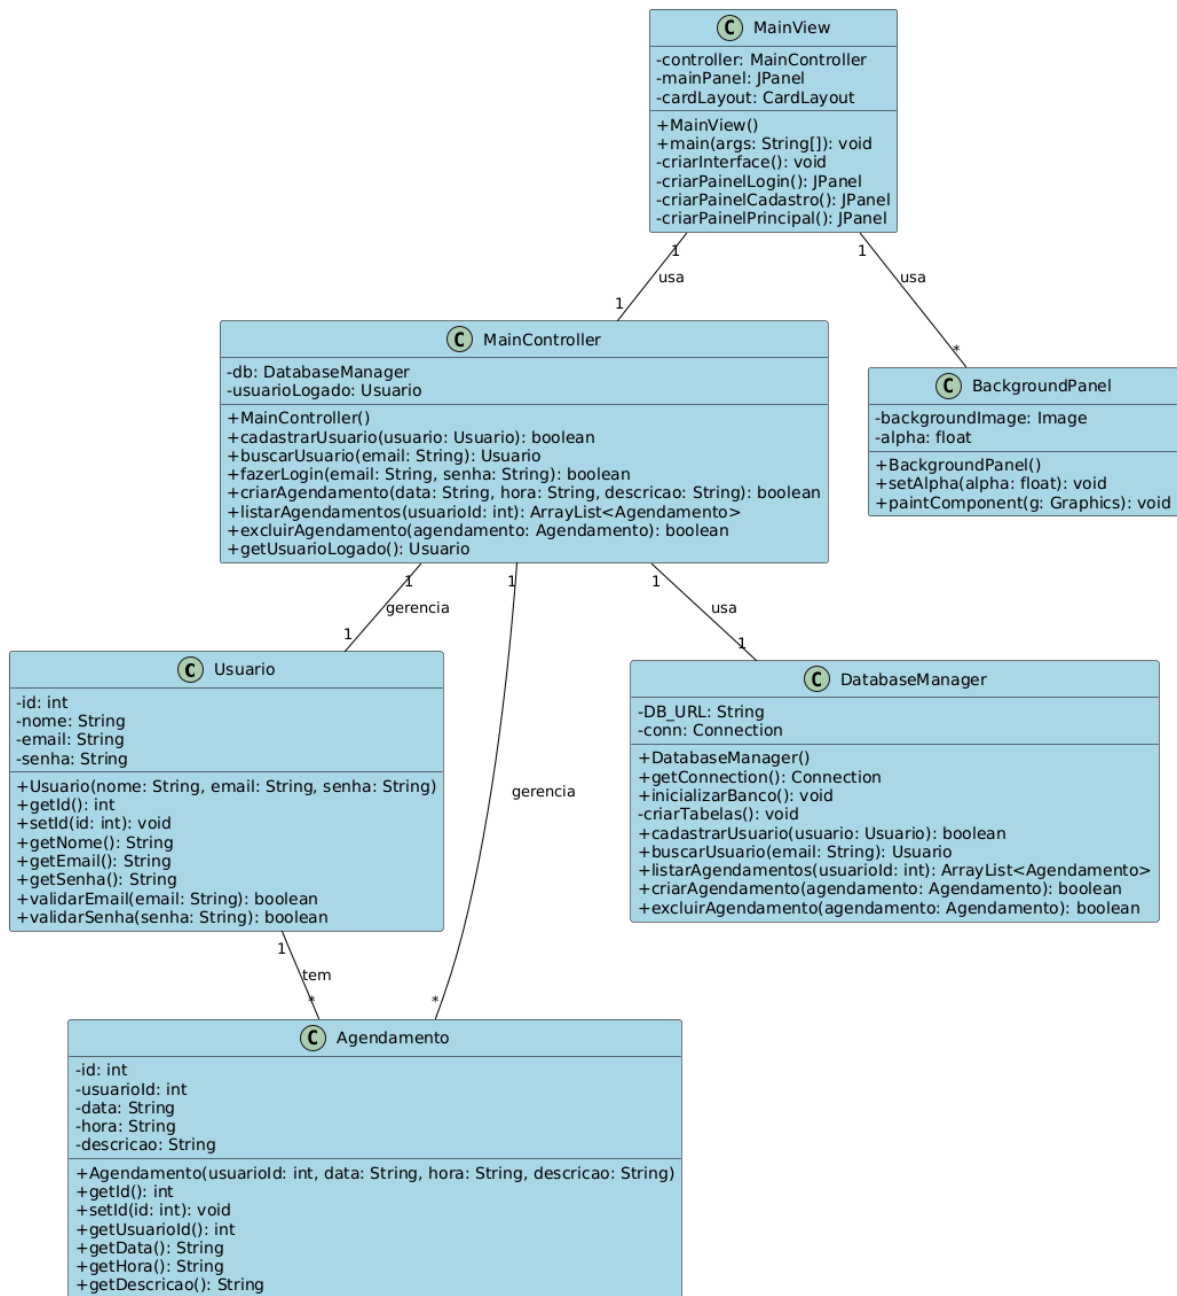 C MainView
-controller: MainController
-mainPanel: JPanel
-cardLayout: CardLayout
+MainView()
+main(args: String[]): void
-criarInterface(): void
-criarPainelLogin(): JPanel
-criarPainelCadastro(): JPanel
-criarPainelPrincipal(): JPanel
1
1
usa
usa
1
*
C MainController
-db: DatabaseManager
-usuarioLogado: Usuario
+MainController()
+cadastrarUsuario(usuario: Usuario): boolean
+buscarUsuario(email: String): Usuario
+fazerLogin(email: String, senha: String): boolean
+criarAgendamento(data: String, hora: String, descricao: String): boolean
+listarAgendamentos(usuarioId: int): ArrayList<Agendamento>
+excluirAgendamento(agendamento: Agendamento): boolean
+getUsuarioLogado(): Usuario
C BackgroundPanel
-backgroundImage: Image
-alpha: float
+BackgroundPanel()
+setAlpha(alpha: float): void
+paintComponent(g: Graphics): void
1
1
1
gerencia
usa
1
1
C Usuario
-id: int
-nome: String
-email: String
-senha: String
+Usuario(nome: String, email: String, senha: String)
+getId(): int
+setId(id: int): void
+getNome(): String
+getEmail(): String
+getSenha(): String
+validarEmail(email: String): boolean
+validarSenha(senha: String): boolean
gerencia
C DatabaseManager
-DB_URL: String
-conn: Connection
+DatabaseManager()
+getConnection(): Connection
+inicializarBanco(): void
-criarTabelas(): void
+cadastrarUsuario(usuario: Usuario): boolean
+buscarUsuario(email: String): Usuario
+listarAgendamentos(usuarioId: int): ArrayList<Agendamento>
+criarAgendamento(agendamento: Agendamento): boolean
+excluirAgendamento(agendamento: Agendamento): boolean
1
tem
*
*
C Agendamento
-id: int
-usuarioId: int
-data: String
-hora: String
-descricao: String
+Agendamento(usuarioId: int, data: String, hora: String, descricao: String)
+getId(): int
+setId(id: int): void
+getUsuarioId(): int
+getData(): String
+getHora(): String
+getDescricao(): String